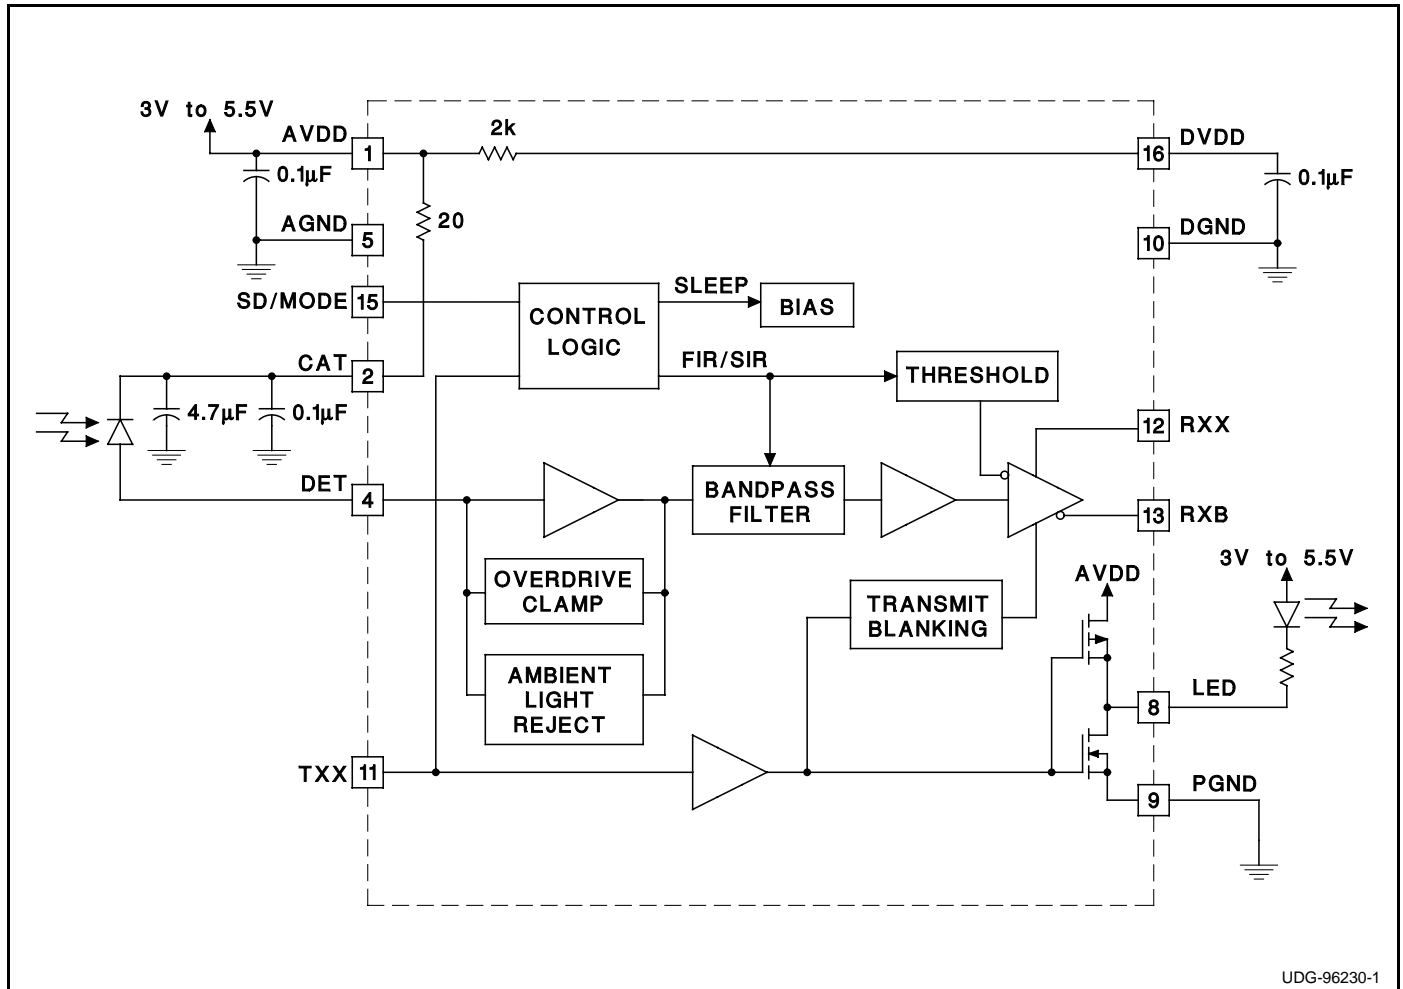 3V to 5.5V
AVDD
1
2k
16
DVDD
0.1µF
0.1µF
AGND
5
20
10
DGND
SD/MODE
15
CONTROL
LOGIC
SLEEP
BIAS
CAT
2
FIR/SIR
THRESHOLD
4.7µF
0.1µF
12
RXX
DET
4
BANDPASS
FILTER
13
RXB
3V to 5.5V
OVERDRIVE
CLAMP
AVDD
TRANSMIT
BLANKING
AMBIENT
LIGHT
REJECT
LED
8
TXX
11
PGND
9
UDG-96230-1